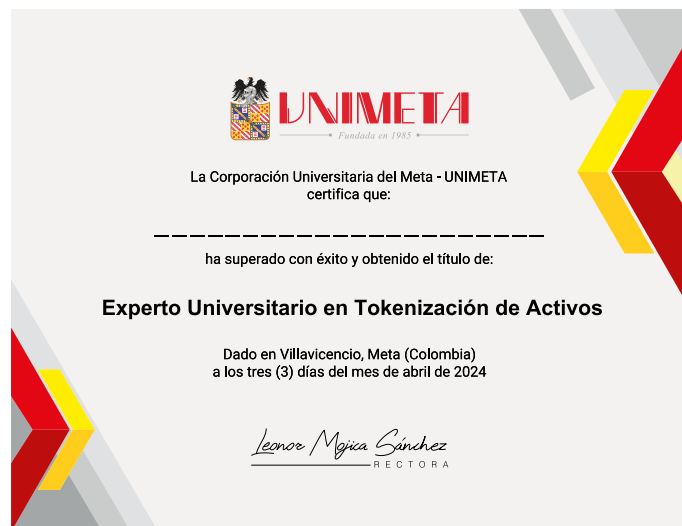 UNIMETA
Fundada en 1985
La Corporación Universitaria del Meta - UNIMETA
certifica que:
ha superado con éxito y obtenido el título de:
Experto Universitario en Tokenización de Activos
Dado en Villavicencio, Meta (Colombia)
a los tres (3) días del mes de abril de 2024
Leonor Mojica Sánchez
RECTORA